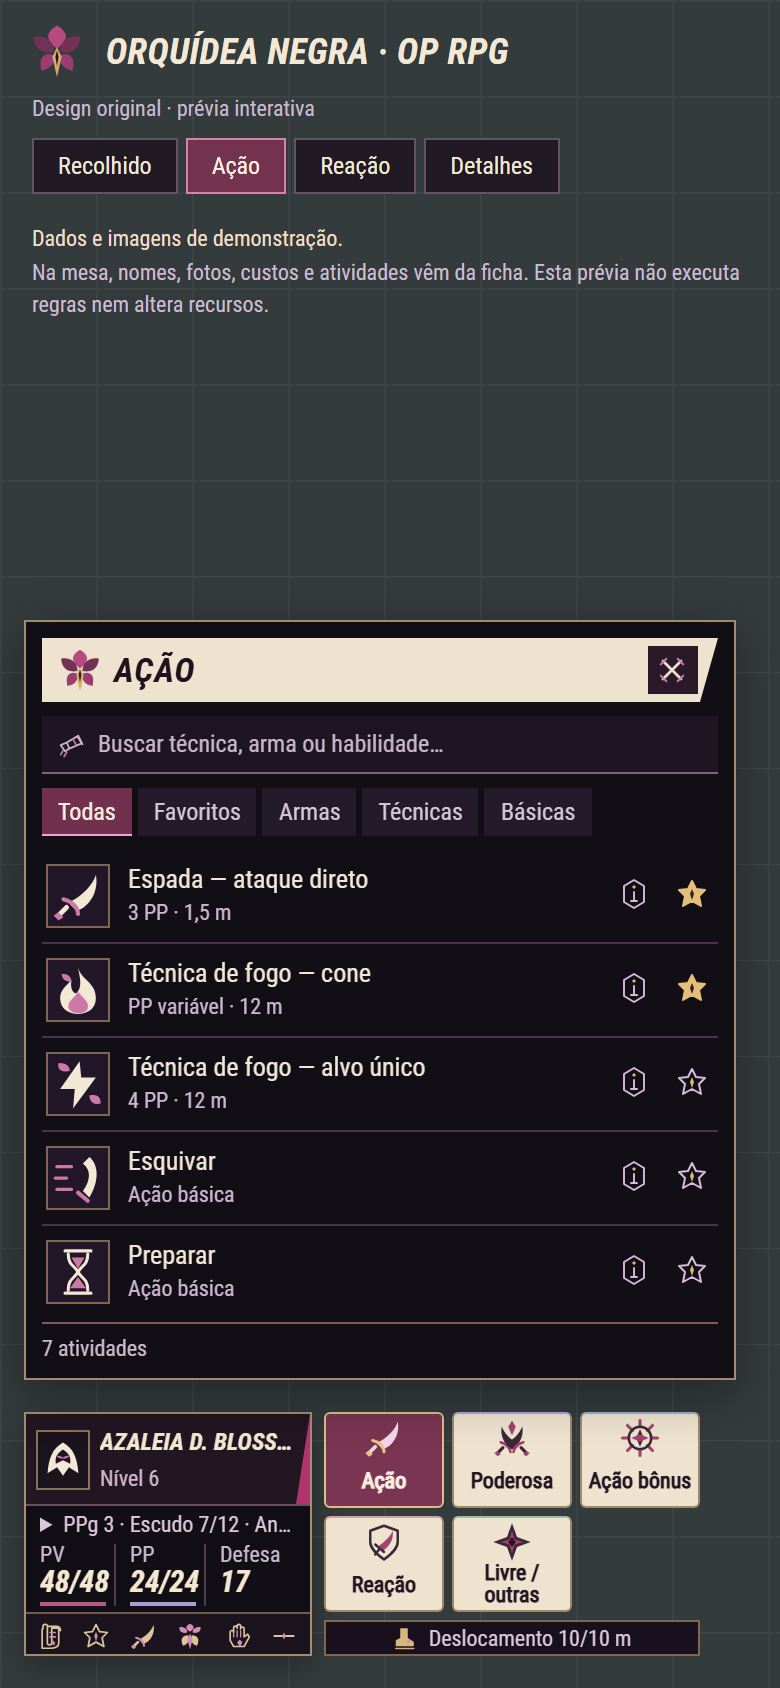 ORQUÍDEA NEGRA · OP RPG
Design original · prévia interativa
Recolhido
Ação
Reação
Detalhes
Dados e imagens de demonstração.
Na mesa, nomes, fotos, custos e atividades vêm da ficha. Esta prévia não executa
regras nem altera recursos.
AÇÃO
Buscar técnica, arma ou habilidade…
Todas
Favoritos
Armas
Técnicas
Básicas
Espada — ataque direto
3 PP · 1,5 m
Técnica de fogo — cone
PP variável · 12 m
Técnica de fogo — alvo único
4 PP · 12 m
Esquivar
Ação básica
Preparar
Ação básica
7 atividades
AZALEIA D. BLOSS…
Nível 6
PPg 3 · Escudo 7/12 · An…
PV
PP
Defesa
48/48
24/24
17
Ação
Poderosa
Ação bônus
Reação
Livre /
outras
Deslocamento 10/10 m